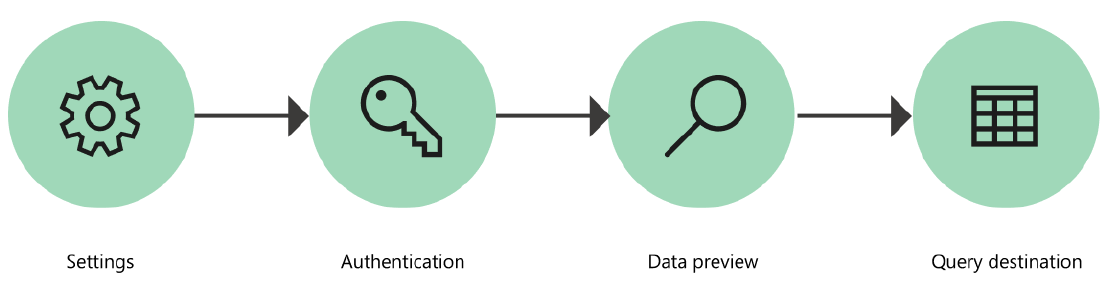 Settings
Authentication
Data preview
Query destination